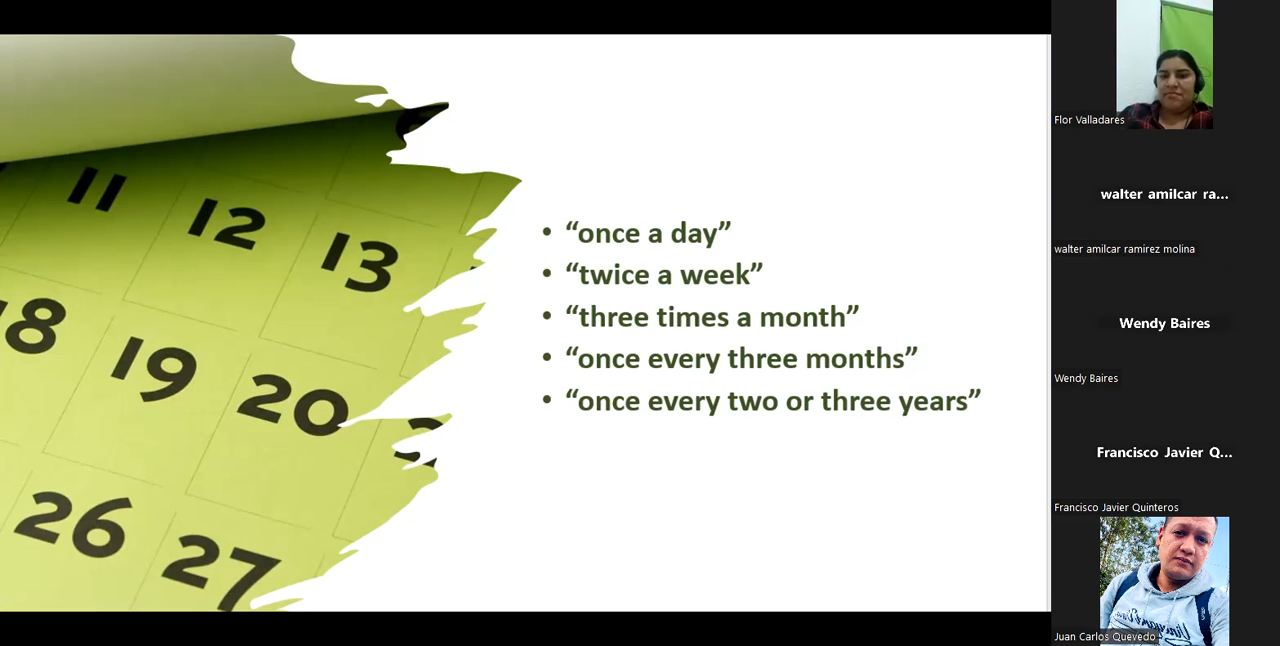 11
12
13
18
19
20
26
27
• “once a day”
• “twice a week”
• “three times a month”
• “once every three months”
• “once every two or three years”
Flor Valladares
walter amilcar ra...
walter amilcar ramirez molina
Wendy Baires
Wendy Baires
Francisco Javier Q...
Francisco Javier Quinteros
Juan Carlos Quevedo